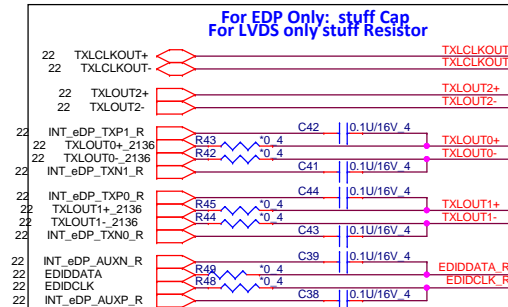 For EDP Only: stuff Cap
For LVDS only stuff Resistor
22 TXLCLKOUT+ TXLCLKOUT
22 TXLCLKOUT- TXLCLKOUT
22 TXLOUT2+ TXLOUT2+
22 TXLOUT2- TXLOUT2-
22 INT_eDP_TXP1_R C42 0.1U/16V_4
22 TXLOUT0+_2136 R43 *0_4 TXLOUT0+
22 TXLOUT0-_2136 R42 *0_4 TXLOUT0-
22 INT_eDP_TXN1_R C41 0.1U/16V_4
22 INT_eDP_TXP0_R C44 0.1U/16V_4
22 TXLOUT1+_2136 R45 *0_4 TXLOUT1+
22 TXLOUT1-_2136 R44 *0_4 TXLOUT1-
22 INT_eDP_TXN0_R C43 0.1U/16V_4
22 INT_eDP_AUXN_R C39 0.1U/16V_4
22 EDIDDATA R49 *0_4 EDIDDATA_R
22 EDIDCLK R48 *0_4 EDIDCLK_R
22 INT_eDP_AUXP_R C38 0.1U/16V_4